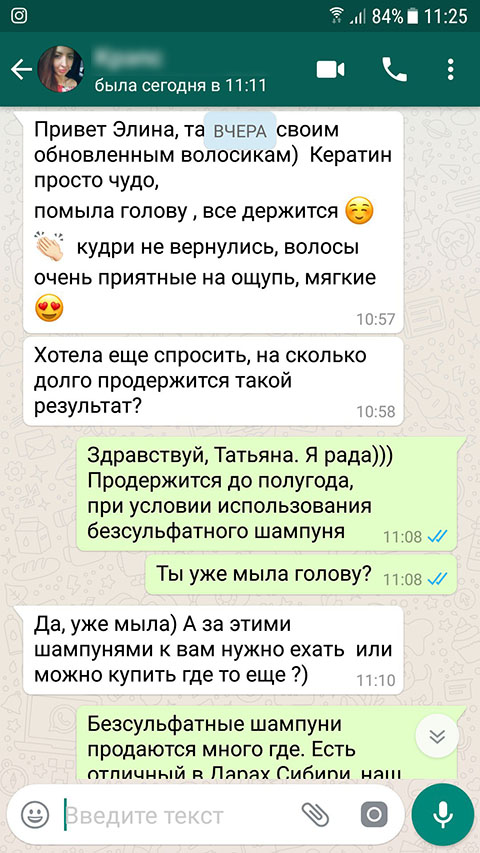 84% 11:25
была сегодня в 11:11
ВЧЕРА
Привет Элина, та своим
обновленным волосикам) Кератин
просто чудо,
помыла голову , все держится ☺️
👏🏻 кудри не вернулись, волосы
очень приятные на ощупь, мягкие
😍
10:57
Хотела еще спросить, на сколько
долго продержится такой
результат?
10:58
Здравствуй, Татьяна. Я рада)))
Продержится до полугода,
при условии использования
безсульфатного шампуня
11:08
Ты уже мыла голову?
11:08
Да, уже мыла) А за этими
шампунями к вам нужно ехать или
можно купить где то еще ?)
11:10
Безсульфатные шампуни
продаются много где. Есть
отличный в Дарах Сибири, наш
Введите текст